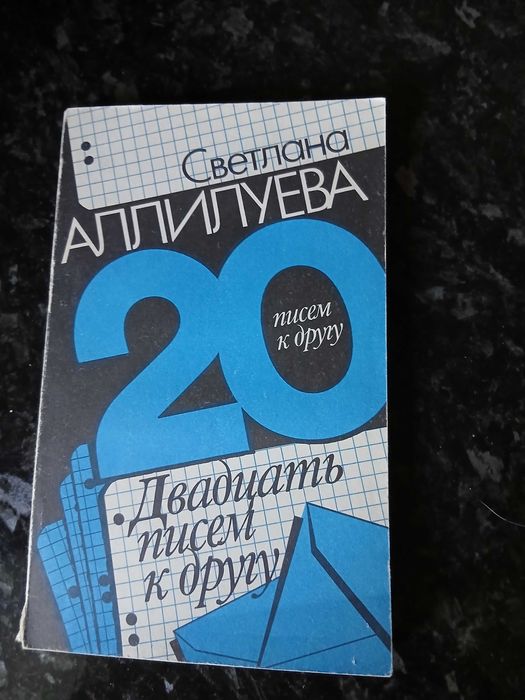 Светлана
АЛЛИЛУЕВА
20
писем
к другу
Двадцать
писем
к другу